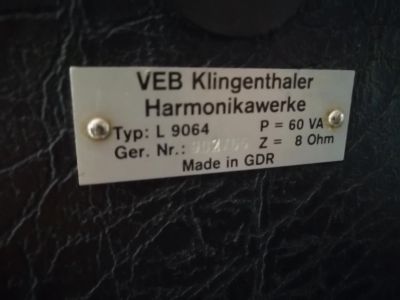 VEB Klingenthaler
Harmonikawerke
Typ: L 9064 P = 60 VA
Ger. Nr.: Z = 8 Ohm
Made in GDR